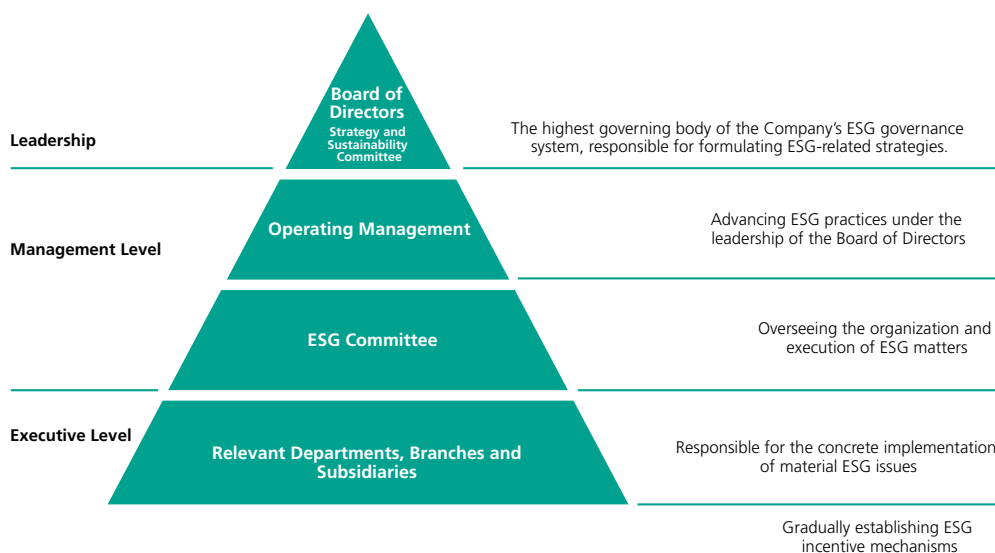 Board of
Directors
Strategy and
Sustainability
Committee
Leadership
The highest governing body of the Company’s ESG governance
system, responsible for formulating ESG-related strategies.
Operating Management
Management Level
Advancing ESG practices under the
leadership of the Board of Directors
ESG Committee
Overseeing the organization and
execution of ESG matters
Executive Level
Relevant Departments, Branches and
Subsidiaries
Responsible for the concrete implementation
of material ESG issues
Gradually establishing ESG
incentive mechanisms